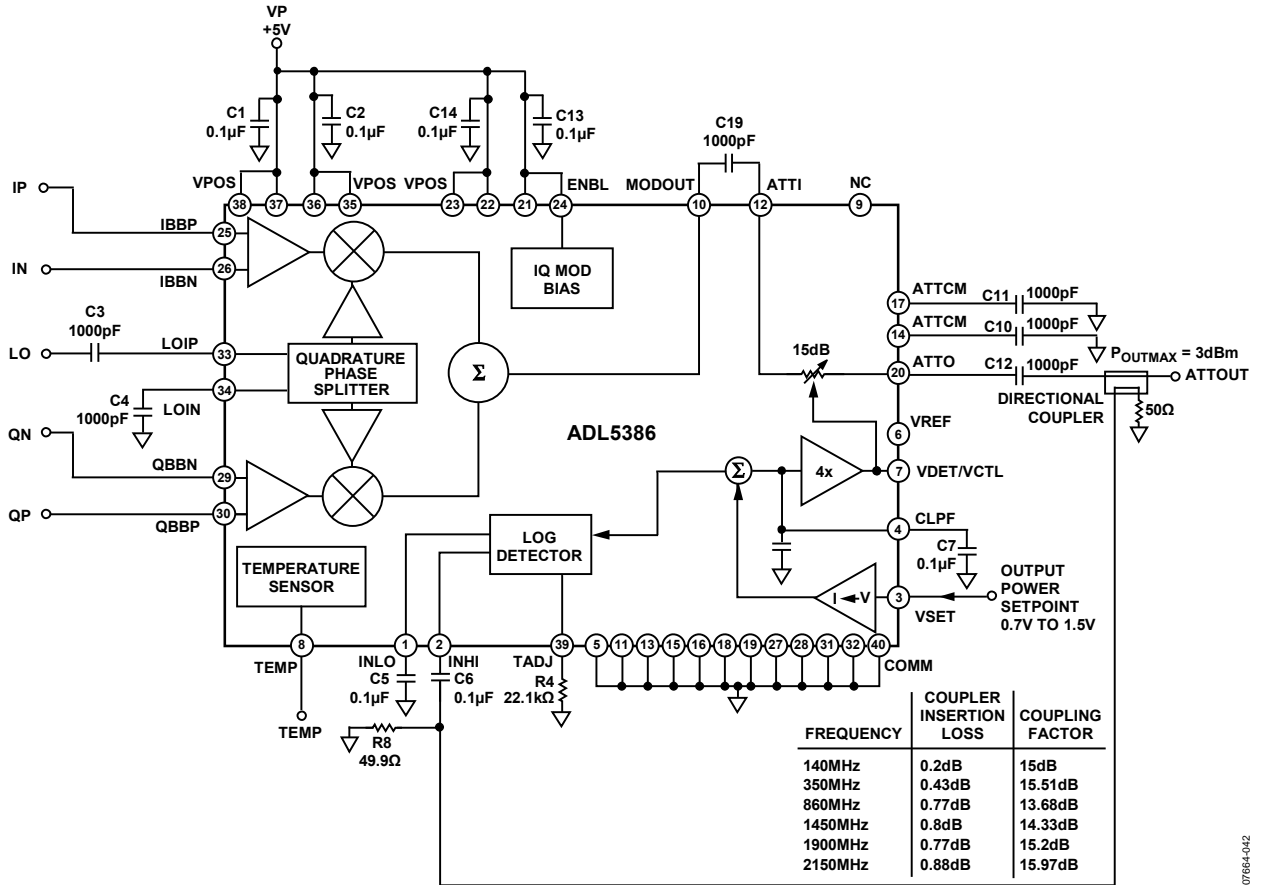 VP
+5V
C1
0.1µF
C2
0.1µF
C14
0.1µF
C13
0.1µF
C19
1000pF
VPOS
VPOS
VPOS
ENBL
MODOUT
ATTI
NC
38
37
36
35
23
22
21
24
10
12
9
IP
IBBP
25
IN
IBBN
26
IQ MOD
BIAS
C3
1000pF
LO
LOIP
33
QUADRATURE
PHASE
SPLITTER
34
LOIN
C4
1000pF
Σ
15dB
17
ATTCM
C11
1000pF
14
ATTCM
C10
1000pF
20
ATTO
C12
1000pF
POUTMAX = 3dBm
ATTOUT
DIRECTIONAL
COUPLER
50Ω
QN
QBBN
29
QP
QBBP
30
ADL5386
6
VREF
Σ
4x
7
VDET/VCTL
4
CLPF
C7
0.1µF
LOG
DETECTOR
TEMPERATURE
SENSOR
I
V
3
VSET
OUTPUT
POWER
SETPOINT
0.7V TO 1.5V
8
1
2
39
5
11
13
15
16
18
19
27
28
31
32
40
TEMP
INLO
INHI
TADJ
COMM
C5
0.1µF
C6
0.1µF
R4
22.1kΩ
TEMP
R8
49.9Ω
FREQUENCY
COUPLER
INSERTION
LOSS
COUPLING
FACTOR
140MHz 0.2dB 15dB
350MHz 0.43dB 15.51dB
860MHz 0.77dB 13.68dB
1450MHz 0.8dB 14.33dB
1900MHz 0.77dB 15.2dB
2150MHz 0.88dB 15.97dB
07664-042